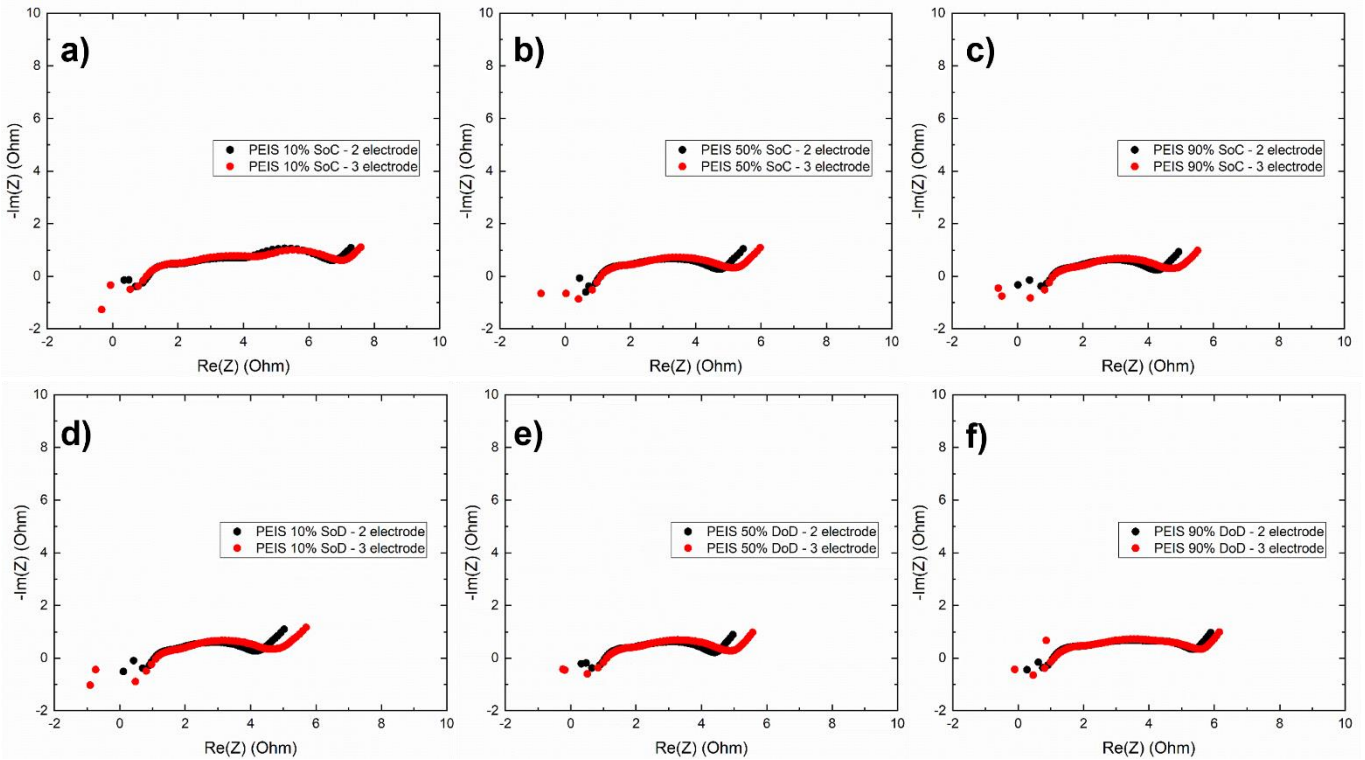 a)
10
8
6
4
2
0
-2
-Im(Z) (Ohm)
PEIS 10% SoC - 2 electrode
PEIS 10% SoC - 3 electrode
-2 0 2 4 6 8 10
Re(Z) (Ohm)
b)
10
8
6
4
2
0
-2
-Im(Z) (Ohm)
PEIS 50% SoC - 2 electrode
PEIS 50% SoC - 3 electrode
-2 0 2 4 6 8 10
Re(Z) (Ohm)
c)
10
8
6
4
2
0
-2
-Im(Z) (Ohm)
PEIS 90% SoC - 2 electrode
PEIS 90% SoC - 3 electrode
-2 0 2 4 6 8 10
Re(Z) (Ohm)
d)
10
8
6
4
2
0
-2
-Im(Z) (Ohm)
PEIS 10% SoD - 2 electrode
PEIS 10% SoD - 3 electrode
-2 0 2 4 6 8 10
Re(Z) (Ohm)
e)
10
8
6
4
2
0
-2
-Im(Z) (Ohm)
PEIS 50% DoD - 2 electrode
PEIS 50% DoD - 3 electrode
-2 0 2 4 6 8 10
Re(Z) (Ohm)
f)
10
8
6
4
2
0
-2
-Im(Z) (Ohm)
PEIS 90% DoD - 2 electrode
PEIS 90% DoD - 3 electrode
-2 0 2 4 6 8 10
Re(Z) (Ohm)